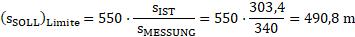 (s_SOLL)_Limite = 550 · s_IST / s_MESSUNG = 550 · 303,4 / 340 = 490,8 m